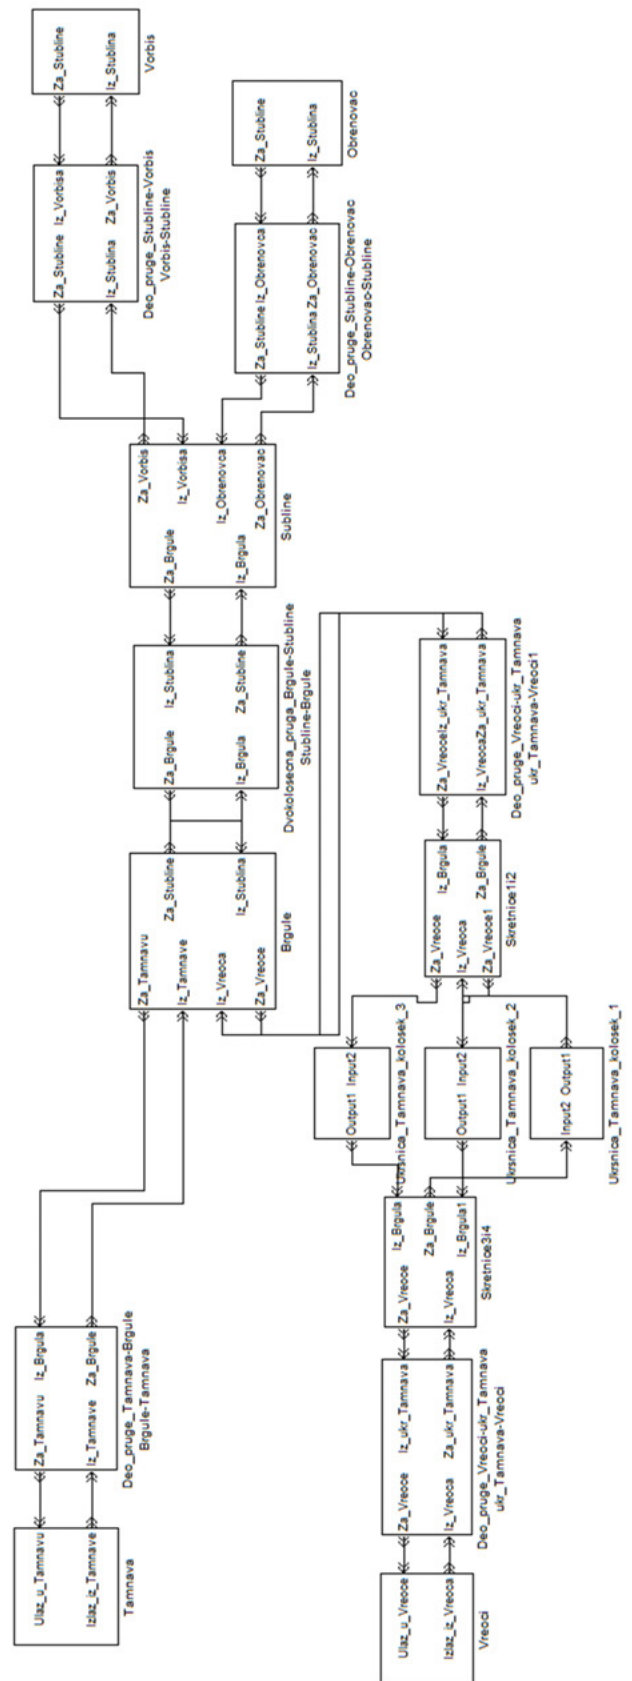 Za_Stubline
Iz_Stublina
Vorbis
Za_Stubline Iz_Vorbisa
Iz_Stublina Za_Vorbis
Deo_pruge_Stubline-Vorbis
Vorbis-Stubline
Za_Stubline
Iz_Stublina
Obrenovac
Za_Stubline Iz_Obrenovca
Iz_Stublina Za_Obrenovac
Deo_pruge_Stubline-Obrenovac
Obrenovac-Stubline
Za_Vorbis
Iz_Vorbisa
Iz_Obrenovca
Za_Obrenovac
Za_Brgule
Iz_Brgula
Subline
Za_Brgule Iz_Stublina
Iz_Brgula Za_Stubline
Dvokolosecna_pruga_Brgule-Stubline
Stubline-Brgule
Za_Stubline
Iz_Stublina
Za_Tamnavu
Iz_Tamnave
Iz_Vreoca
Za_Vreoce
Brgule
Za_Vreoce Iz_ukr_Tamnava
Iz_Vreoca Za_ukr_Tamnava
Deo_pruge_Vreoci-ukr_Tamnava
ukr_Tamnava-Vreoci1
Za_Vreoce Iz_Brgula
Iz_Vreoca
Za_Vreoce1 Za_Brgule
Skretnice1i2
Output1 Input2
Ukrsnica_Tamnava_kolosek_3
Output1 Input2
Ukrsnica_Tamnava_kolosek_2
Input2 Output1
Ukrsnica_Tamnava_kolosek_1
Iz_Brgula
Za_Brgule
Iz_Brgula1
Za_Vreoce
Iz_Vreoca
Skretnice3i4
Za_Tamnavu Iz_Brgula
Iz_Tamnave Za_Brgule
Deo_pruge_Tamnava-Brgule
Brgule-Tamnava
Za_Vreoce Iz_ukr_Tamnava
Iz_Vreoca Za_ukr_Tamnava
Deo_pruge_Vreoci-ukr_Tamnava
ukr_Tamnava-Vreoci
Ulaz_u_Tamnavu
Izlaz_iz_Tamnave
Tamnava
Ulaz_u_Vreoce
Izlaz_iz_Vreoca
Vreoci